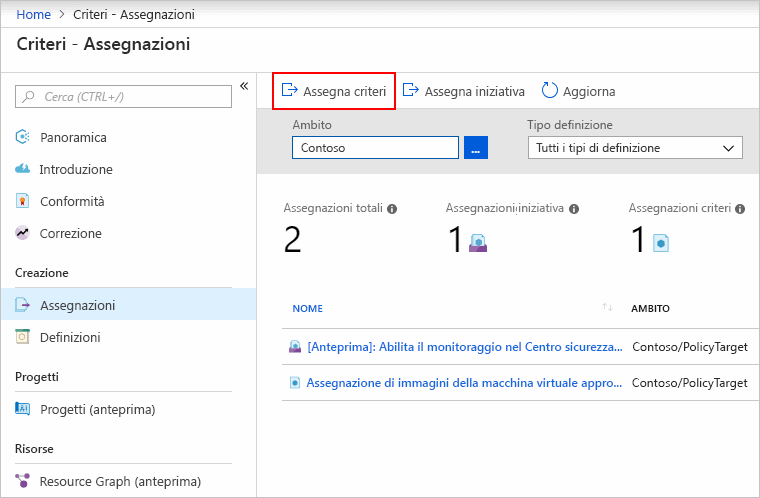 Home > Criteri - Assegnazioni
Criteri - Assegnazioni
Cerca (CTRL+/)
«
Panoramica
Introduzione
Conformità
Correzione
Creazione
Assegnazioni
Definizioni
Progetti
Progetti (anteprima)
Risorse
Resource Graph (anteprima)
Assegna criteri
Assegna iniziativa
Aggiorna
Ambito
Contoso
...
Tipo definizione
Tutti i tipi di definizione
Assegnazioni totali
2
Assegnazioni iniziativa
1
Assegnazioni criteri
1
NOME
AMBITO
[Anteprima]: Abilita il monitoraggio nel Centro sicurezza...
Contoso/PolicyTarget
Assegnazione di immagini della macchina virtuale appro...
Contoso/PolicyTarget